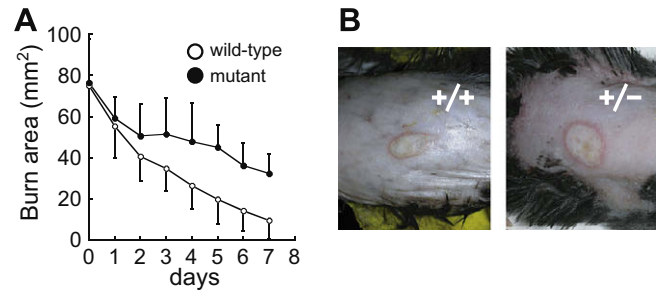 A
B
Burn area (mm²)
100
80
60
40
20
0
wild-type
mutant
0 1 2 3 4 5 6 7 8
days
+/+
+/−